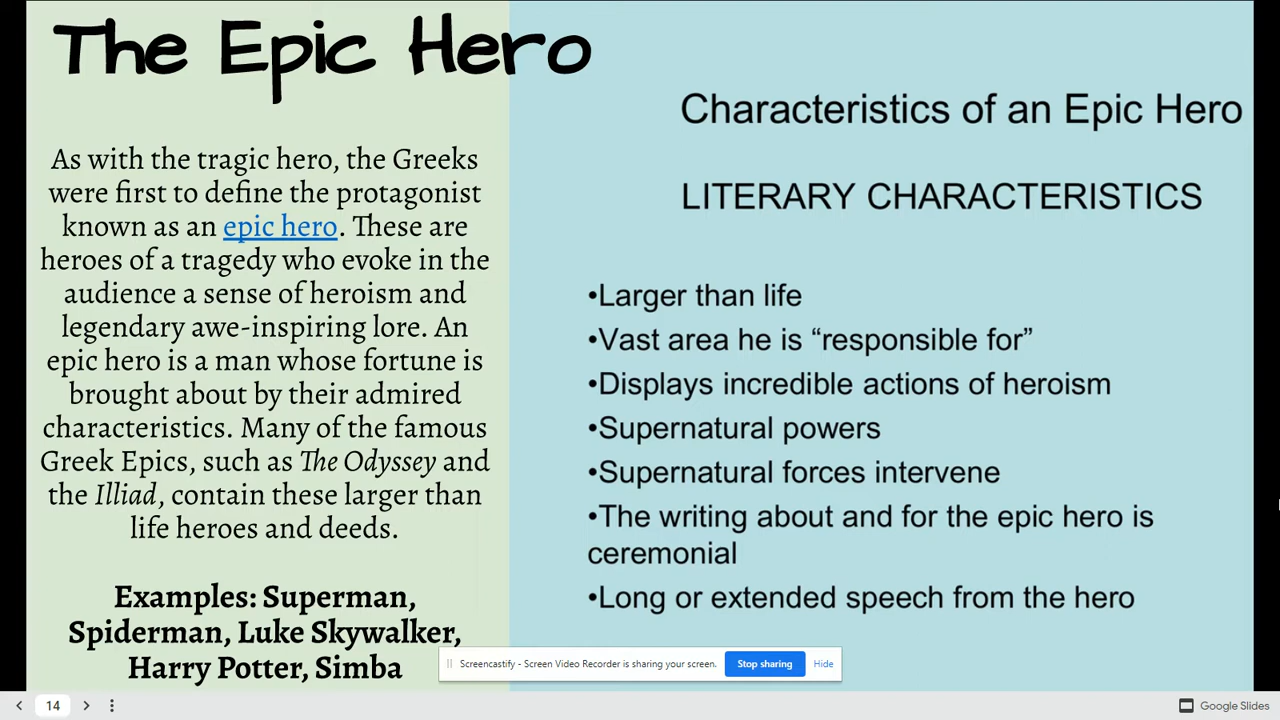 The Epic Hero
As with the tragic hero, the Greeks
were first to define the protagonist
known as an epic hero. These are
heroes of a tragedy who evoke in the
audience a sense of heroism and
legendary awe-inspiring lore. An
epic hero is a man whose fortune is
brought about by their admired
characteristics. Many of the famous
Greek Epics, such as The Odyssey and
the Illiad, contain these larger than
life heroes and deeds.
Examples: Superman,
Spiderman, Luke Skywalker,
Harry Potter, Simba
Characteristics of an Epic Hero
LITERARY CHARACTERISTICS
•Larger than life
•Vast area he is “responsible for”
•Displays incredible actions of heroism
•Supernatural powers
•Supernatural forces intervene
•The writing about and for the epic hero is
ceremonial
•Long or extended speech from the hero
Screencastify - Screen Video Recorder is sharing your screen. Stop sharing Hide
14
Google Slides